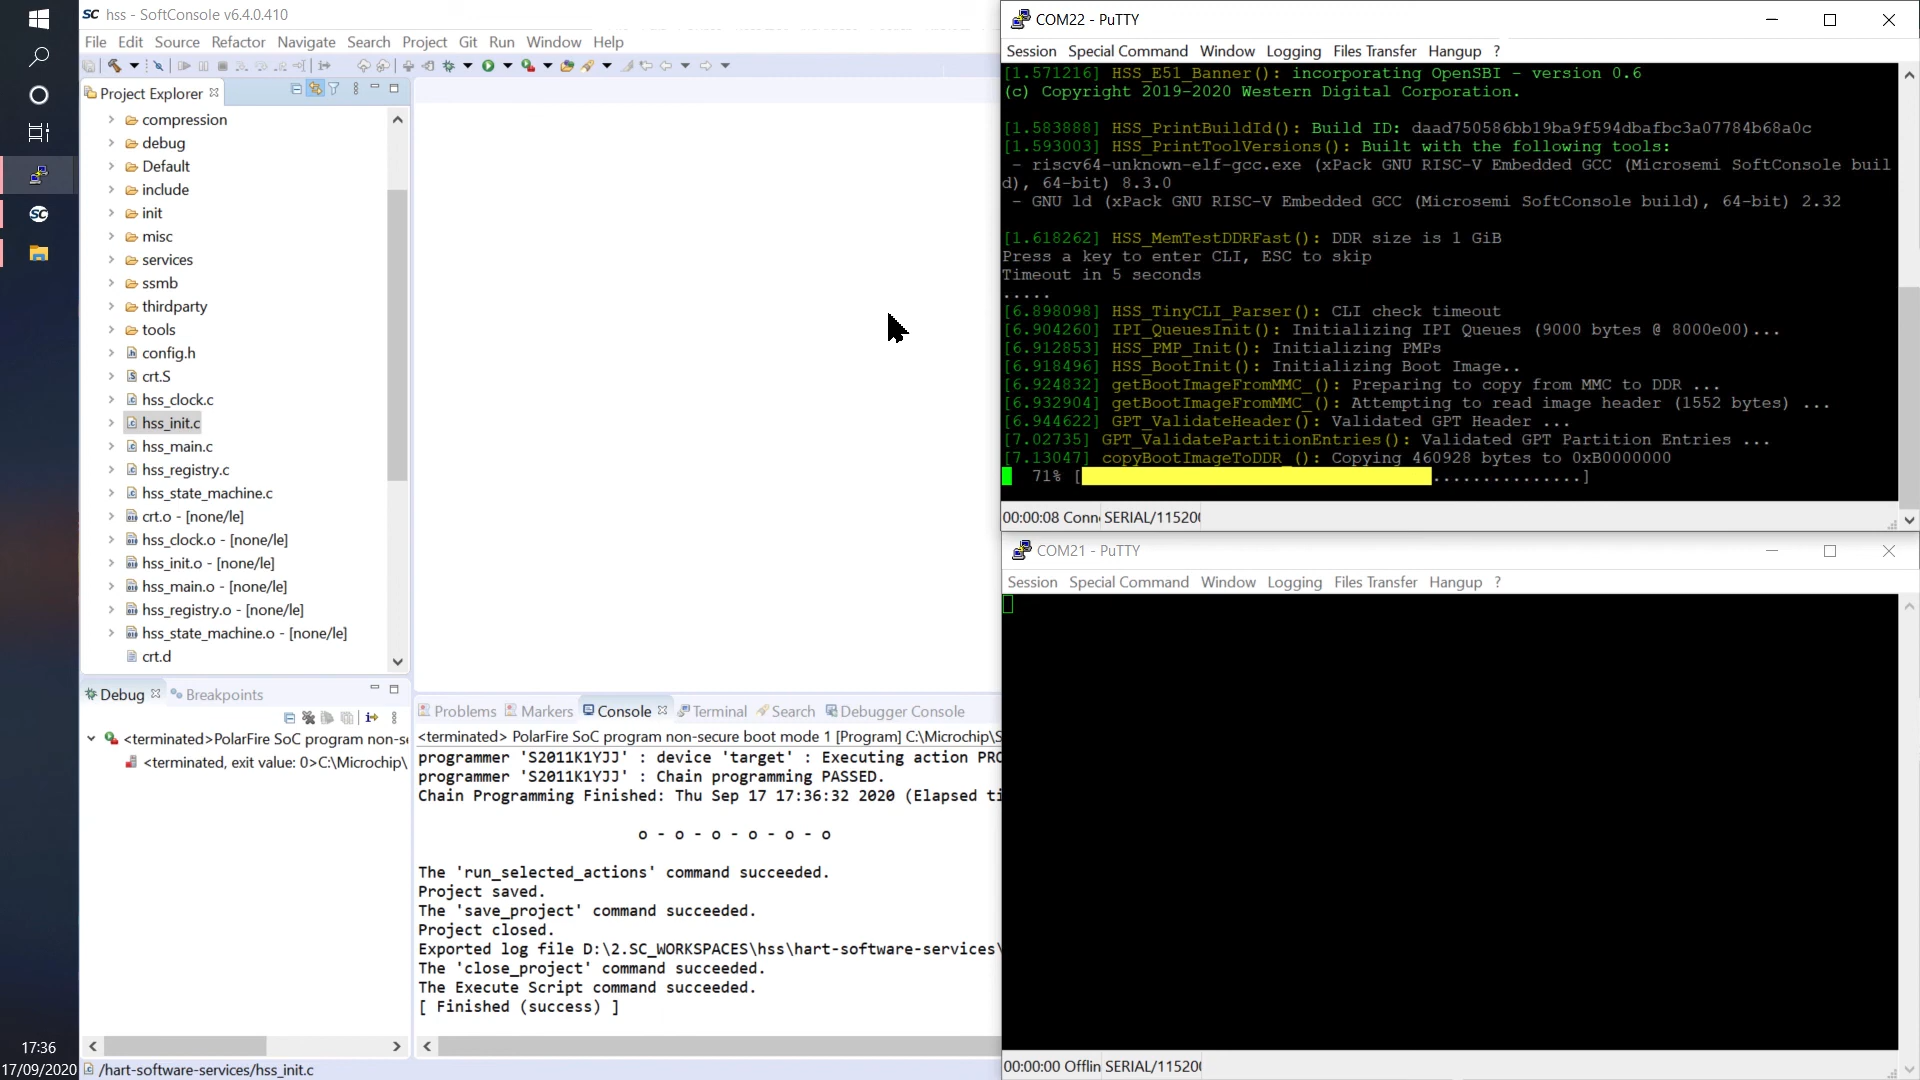 hss - SoftConsole v6.4.0.410
File Edit Source Refactor Navigate Search Project Git Run Window Help
Project Explorer
compression
debug
Default
include
init
misc
services
ssmb
thirdparty
tools
config.h
crt.S
hss_clock.c
hss_init.c
hss_main.c
hss_registry.c
hss_state_machine.c
crt.o - [none/le]
hss_clock.o - [none/le]
hss_init.o - [none/le]
hss_main.o - [none/le]
hss_registry.o - [none/le]
hss_state_machine.o - [none/le]
crt.d
Debug Breakpoints
<terminated>PolarFire SoC program non-se
<terminated, exit value: 0>C:\Microchip\
Problems Markers Console Terminal Search Debugger Console
<terminated> PolarFire SoC program non-secure boot mode 1 [Program] C:\Microchip\S
programmer 'S2011K1YJJ' : device 'target' : Executing action PRO
programmer 'S2011K1YJJ' : Chain programming PASSED.
Chain Programming Finished: Thu Sep 17 17:36:32 2020 (Elapsed ti
o - o - o - o - o - o
The 'run_selected_actions' command succeeded.
Project saved.
The 'save_project' command succeeded.
Project closed.
Exported log file D:\2.SC_WORKSPACES\hss\hart-software-services\
The 'close_project' command succeeded.
The Execute Script command succeeded.
[ Finished (success) ]
/hart-software-services/hss_init.c
17:36
17/09/2020
COM22 - PuTTY
Session Special Command Window Logging Files Transfer Hangup ?
[1.571216] HSS_E51_Banner(): incorporating OpenSBI - version 0.6
(c) Copyright 2019-2020 Western Digital Corporation.
[1.583888] HSS_PrintBuildId(): Build ID: daad750586bb19ba9f594dbafbc3a07784b68a0c
[1.593003] HSS_PrintToolVersions(): Built with the following tools:
- riscv64-unknown-elf-gcc.exe (xPack GNU RISC-V Embedded GCC (Microsemi SoftConsole buil
d), 64-bit) 8.3.0
- GNU ld (xPack GNU RISC-V Embedded GCC (Microsemi SoftConsole build), 64-bit) 2.32
[1.618262] HSS_MemTestDDRFast(): DDR size is 1 GiB
Press a key to enter CLI, ESC to skip
Timeout in 5 seconds
.....
[6.898098] HSS_TinyCLI_Parser(): CLI check timeout
[6.904260] IPI_QueuesInit(): Initializing IPI Queues (9000 bytes @ 8000e00)...
[6.912853] HSS_PMP_Init(): Initializing PMPs
[6.918496] HSS_BootInit(): Initializing Boot Image..
[6.924832] getBootImageFromMMC_(): Preparing to copy from MMC to DDR ...
[6.932904] getBootImageFromMMC_(): Attempting to read image header (1552 bytes) ...
[6.944622] GPT_ValidateHeader(): Validated GPT Header ...
[7.02735] GPT_ValidatePartitionEntries(): Validated GPT Partition Entries ...
[7.13047] copyBootImageToDDR_(): Copying 460928 bytes to 0xB0000000
71% [...............]
00:00:08 Conn SERIAL/11520
COM21 - PuTTY
Session Special Command Window Logging Files Transfer Hangup ?
00:00:00 Offlin SERIAL/11520